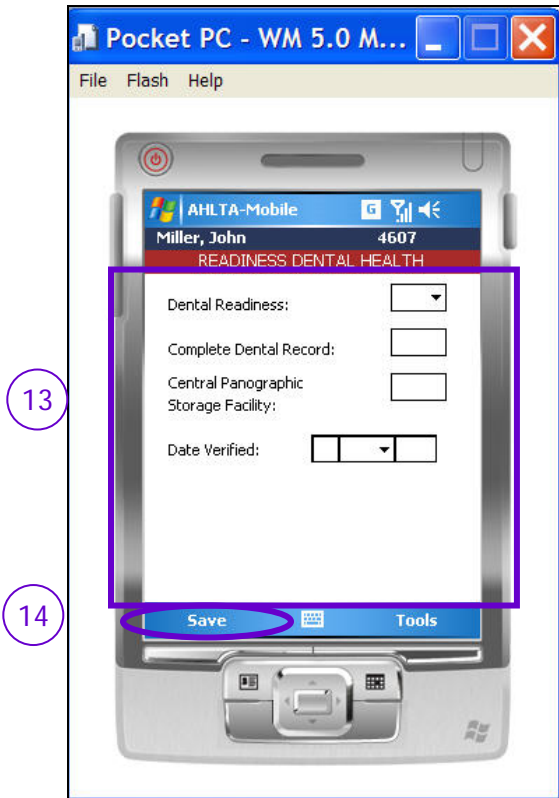 Pocket PC - WM 5.0 M...
File Flash Help
AHLTA-Mobile G
Miller, John 4607
READINESS DENTAL HEALTH
Dental Readiness:
Complete Dental Record:
Central Panographic
Storage Facility:
13
Date Verified:
14
Save Tools